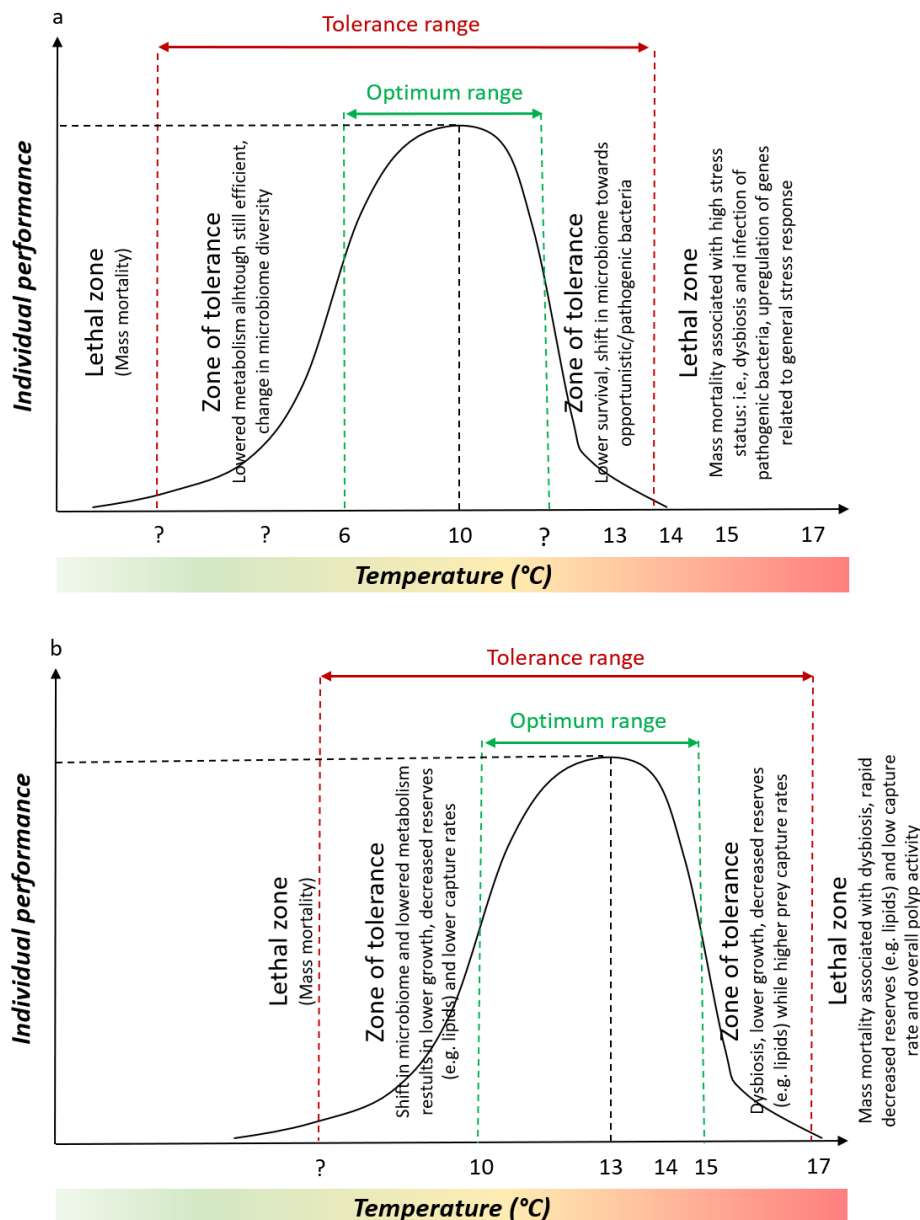 a
Tolerance range
Optimum range
Individual performance
Lethal zone
(Mass mortality)
Zone of tolerance
Lowered metabolism alhtough still efficient,
change in microbiome diversity
Zone of tolerance
Lower survival, shift in microbiome towards
opportunistic/pathogenic bacteria
Lethal zone
Mass mortality associated with high stress
status: i.e., dysbiosis and infection of
pathogenic bacteria, upregulation of genes
related to general stress response
? ? 6 10 ? 13 14 15 17
Temperature (°C)
b
Tolerance range
Optimum range
Individual performance
Lethal zone
(Mass mortality)
Zone of tolerance
Shift in microbiome and lowered metabolism
restults in lower growth, decreased reserves
(e.g. lipids) and lower capture rates
Zone of tolerance
Dysbiosis, lower growth, decreased reserves
(e.g. lipids) while higher prey capture rates
Lethal zone
Mass mortality associated with dysbiosis, rapid
decreased reserves (e.g. lipids) and low capture
rate and overall polyp activity
? 10 13 14 15 17
Temperature (°C)